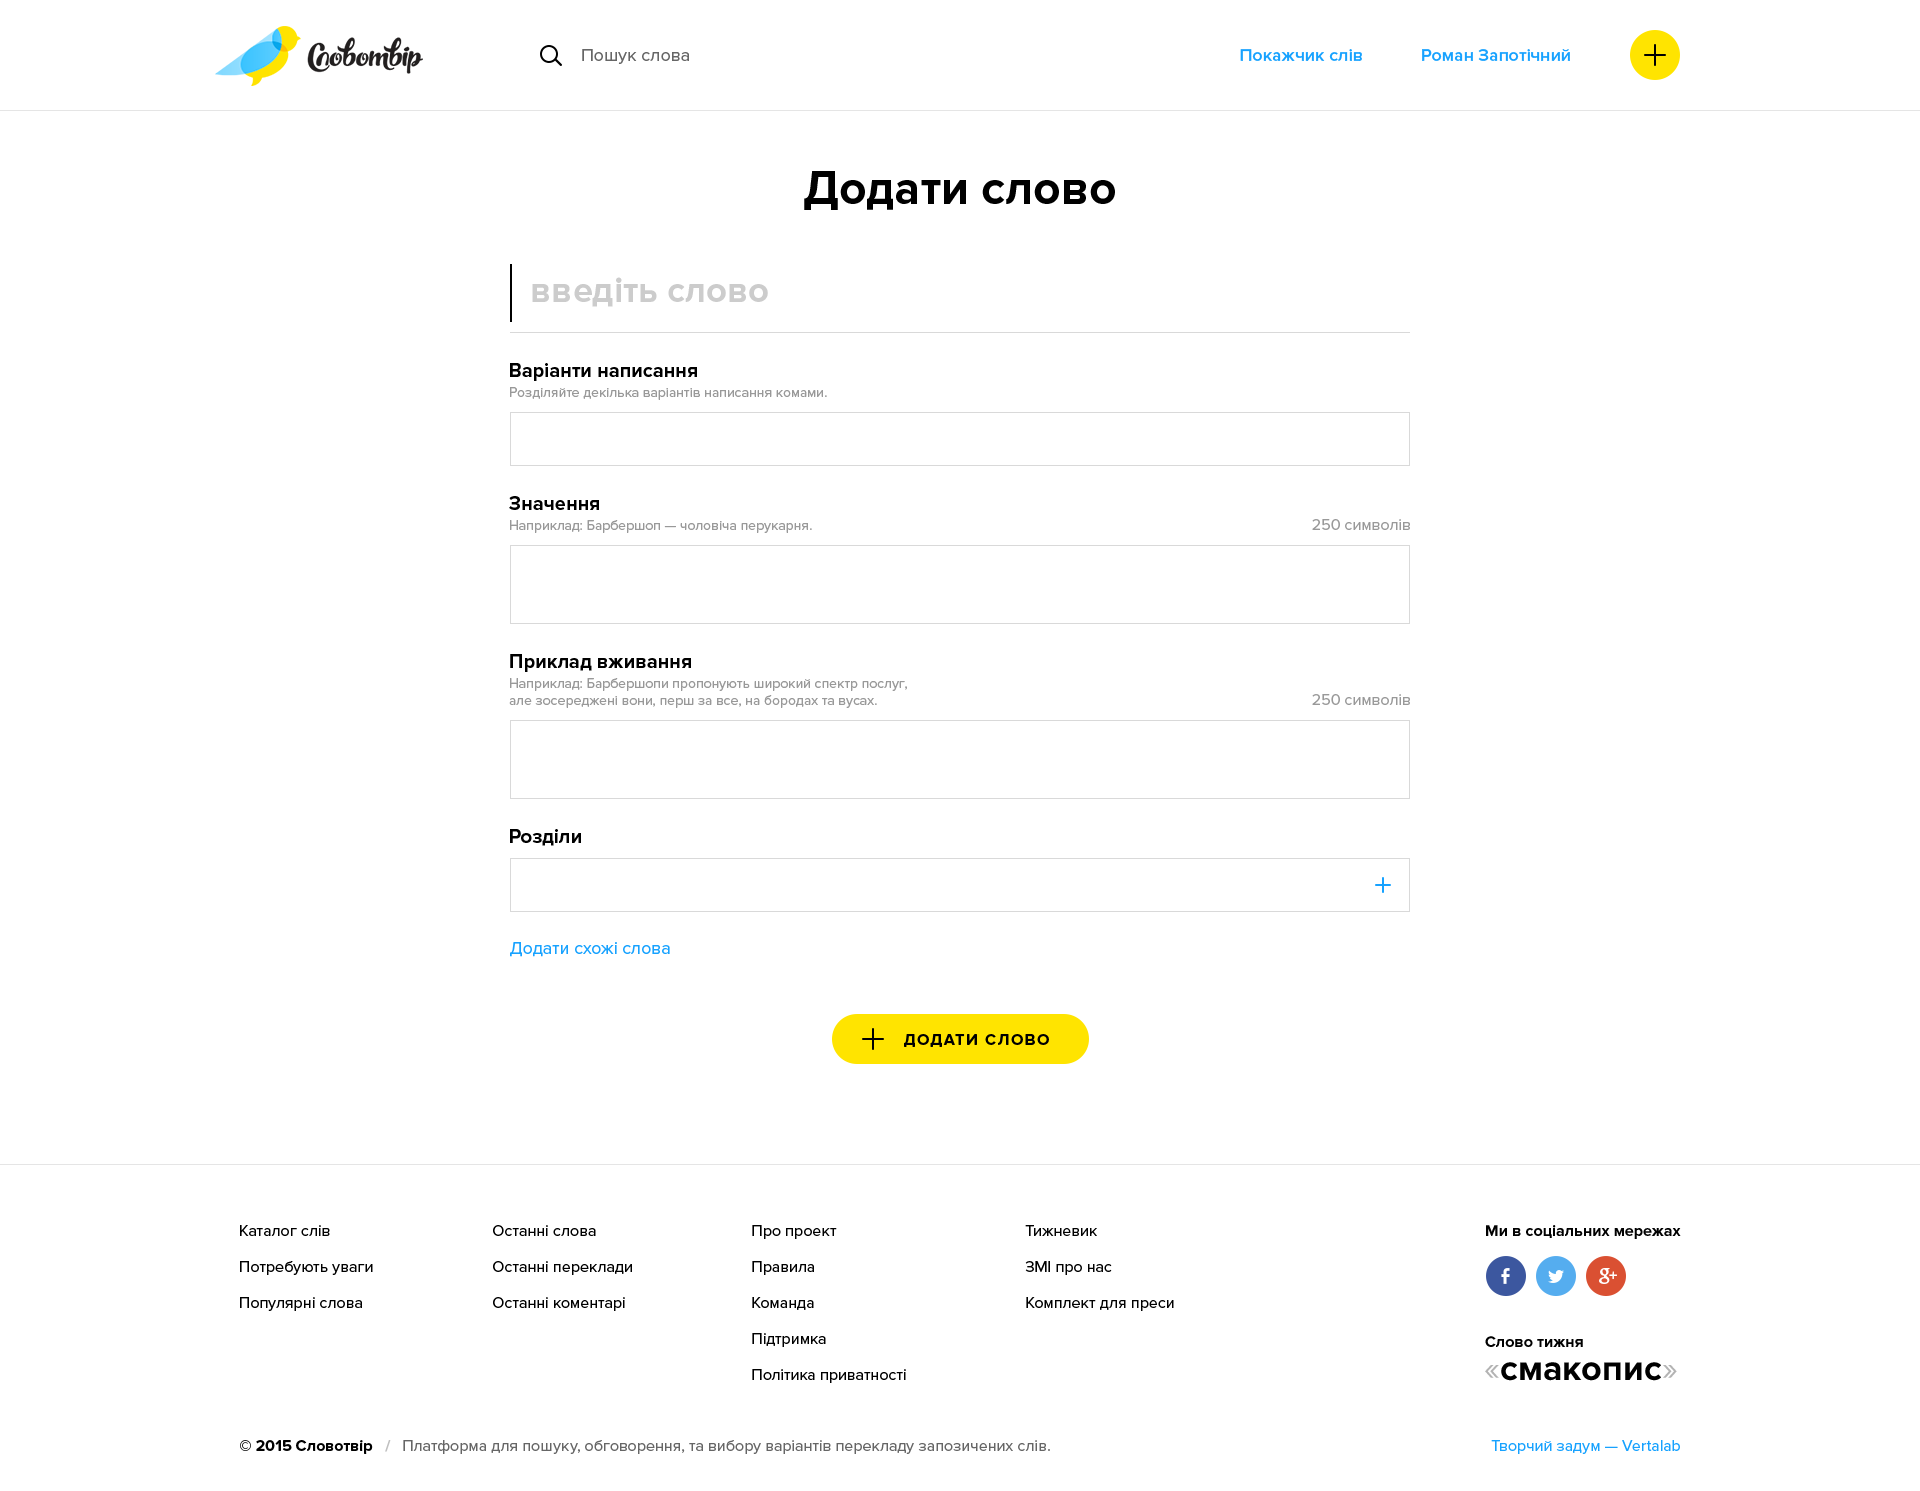 Словотвір
Пошук слова
Покажчик слів
Роман Запотічний
Додати слово
введіть слово
Варіанти написання
Розділяйте декілька варіантів написання комами.
Значення
Наприклад: Барбершоп — чоловіча перукарня.
250 символів
Приклад вживання
Наприклад: Барбершопи пропонують широкий спектр послуг,
але зосереджені вони, перш за все, на бородах та вусах.
250 символів
Розділи
Додати схожі слова
ДОДАТИ СЛОВО
Каталог слів
Потребують уваги
Популярні слова
Останні слова
Останні переклади
Останні коментарі
Про проект
Правила
Команда
Підтримка
Політика приватності
Тижневик
ЗМІ про нас
Комплект для преси
Ми в соціальних мережах
Слово тижня
«смакопис»
© 2015 Словотвір / Платформа для пошуку, обговорення, та вибору варіантів перекладу запозичених слів.
Творчий задум — Vertalab